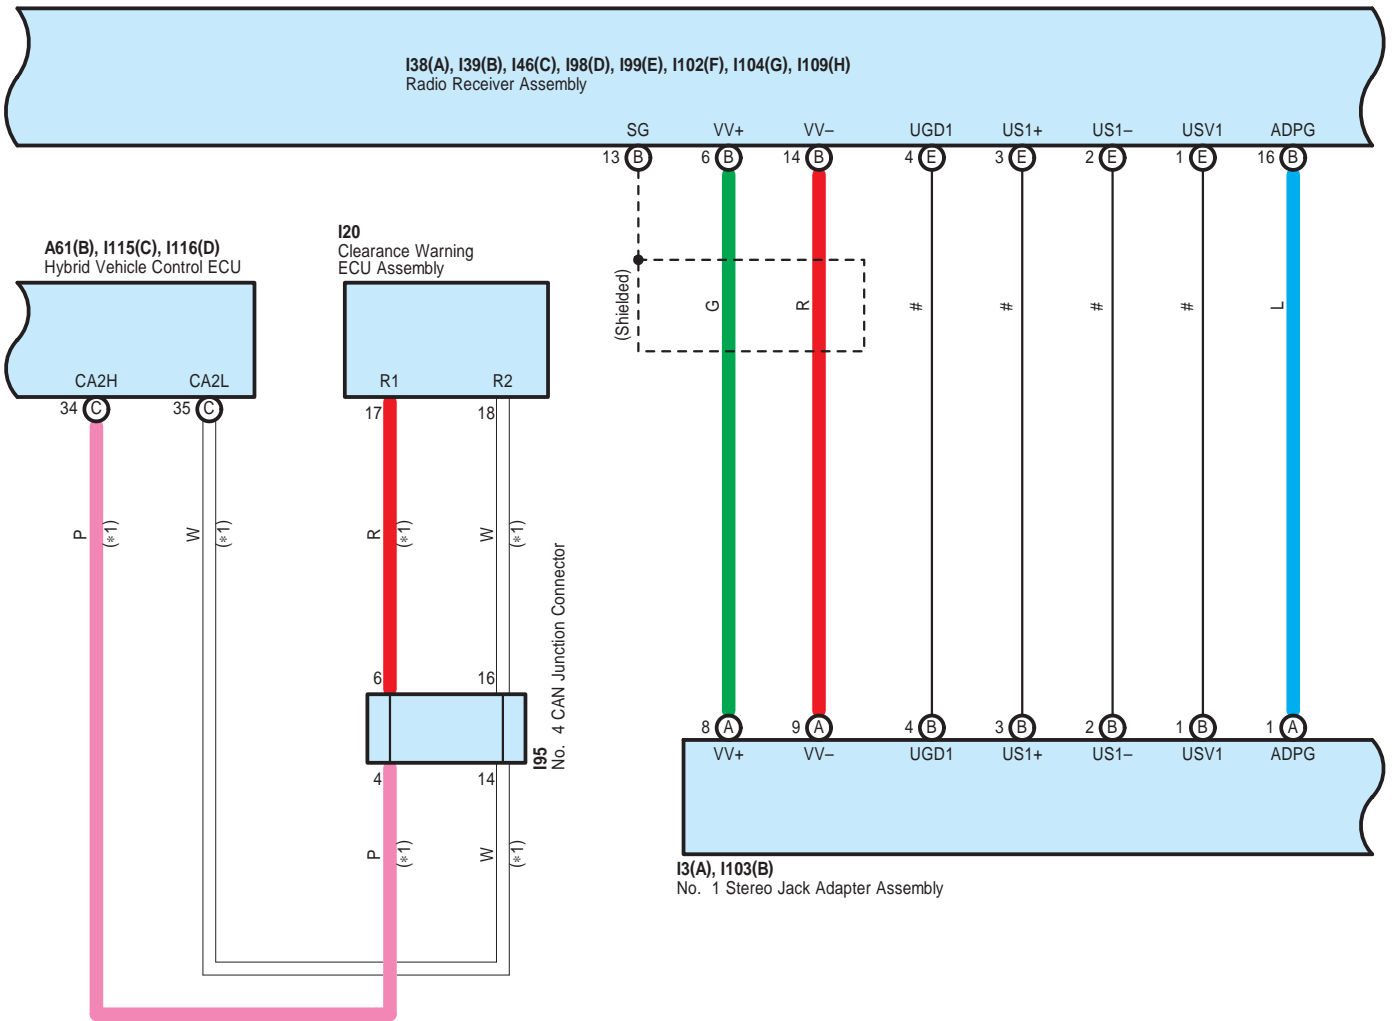 I38(A), I39(B), I46(C), I98(D), I99(E), I102(F), I104(G), I109(H)
Radio Receiver Assembly
SG VV+ VV– UGD1 US1+ US1– USV1 ADPG
13 B 6 B 14 B 4 E 3 E 2 E 1 E 16 B
A61(B), I115(C), I116(D)
Hybrid Vehicle Control ECU
I20
Clearance Warning
ECU Assembly
(Shielded)
G R # # # # L
CA2H CA2L R1 R2
34 C 35 C 17 18
P (*1) W (*1) R (*1) W (*1)
6 16
I95
No. 4 CAN Junction Connector
4 14
P (*1) W (*1)
8 A 9 A 4 B 3 B 2 B 1 B 1 A
VV+ VV– UGD1 US1+ US1– USV1 ADPG
I3(A), I103(B)
No. 1 Stereo Jack Adapter Assembly